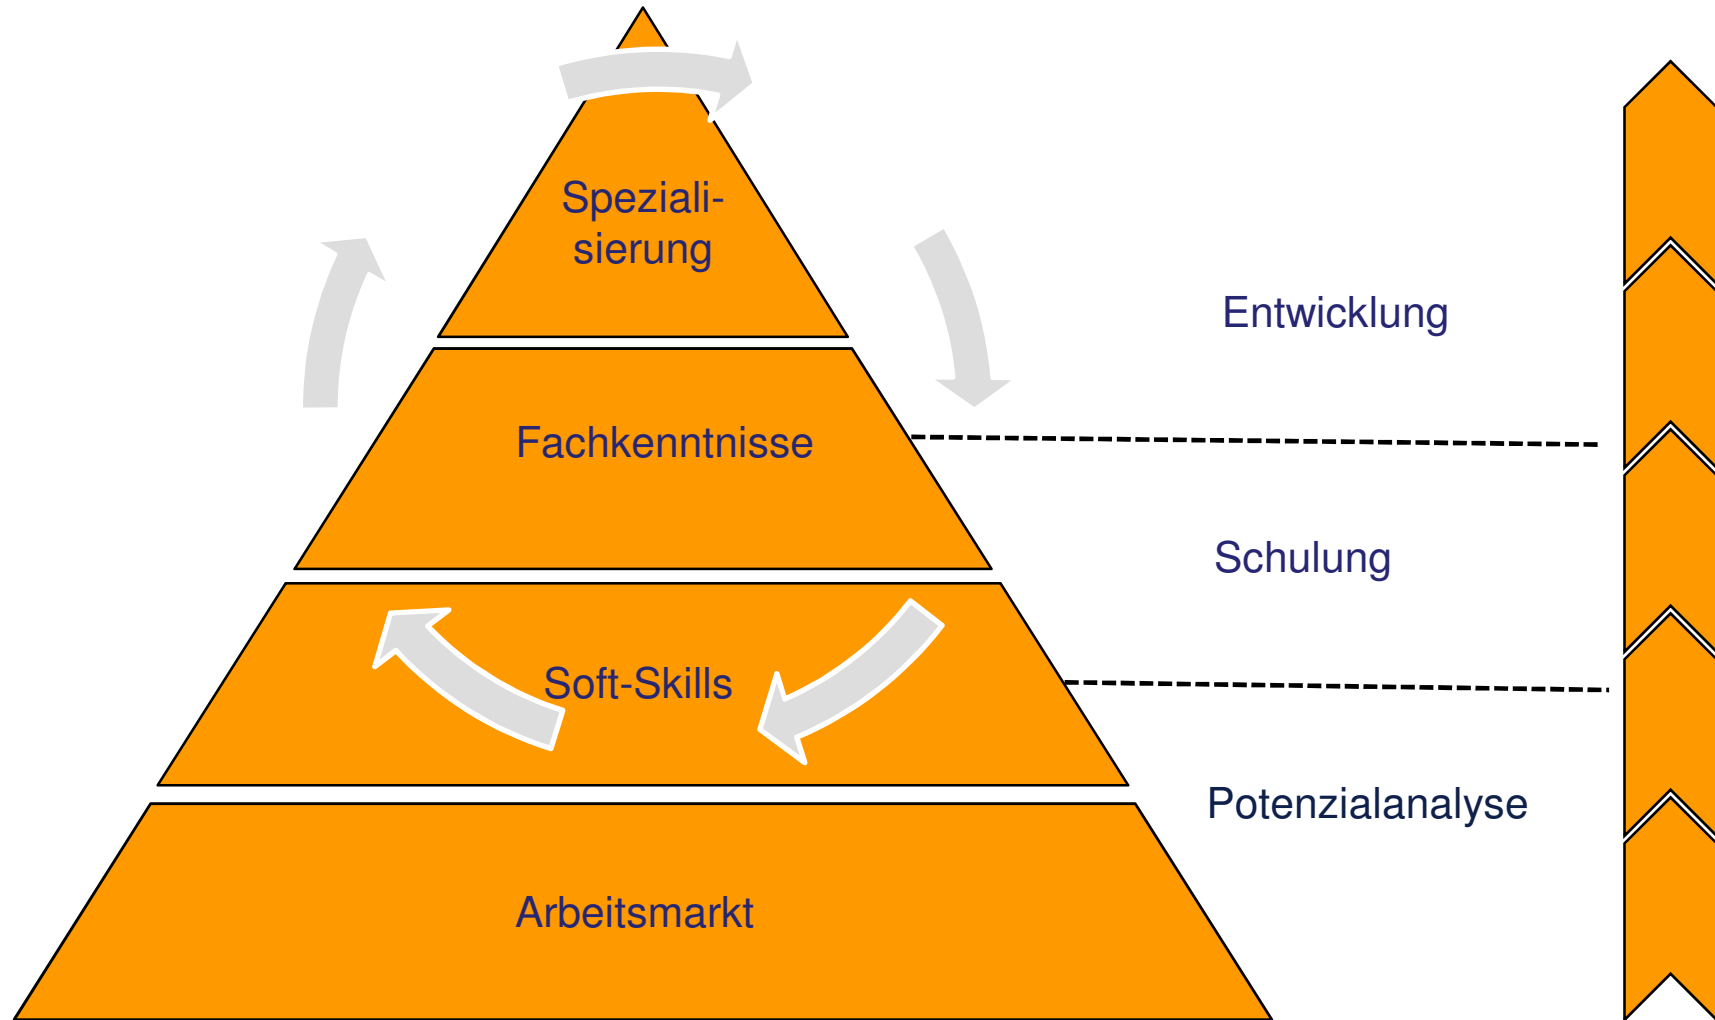 Speziali-
sierung
Entwicklung
Fachkenntnisse
Schulung
Soft-Skills
Potenzialanalyse
Arbeitsmarkt